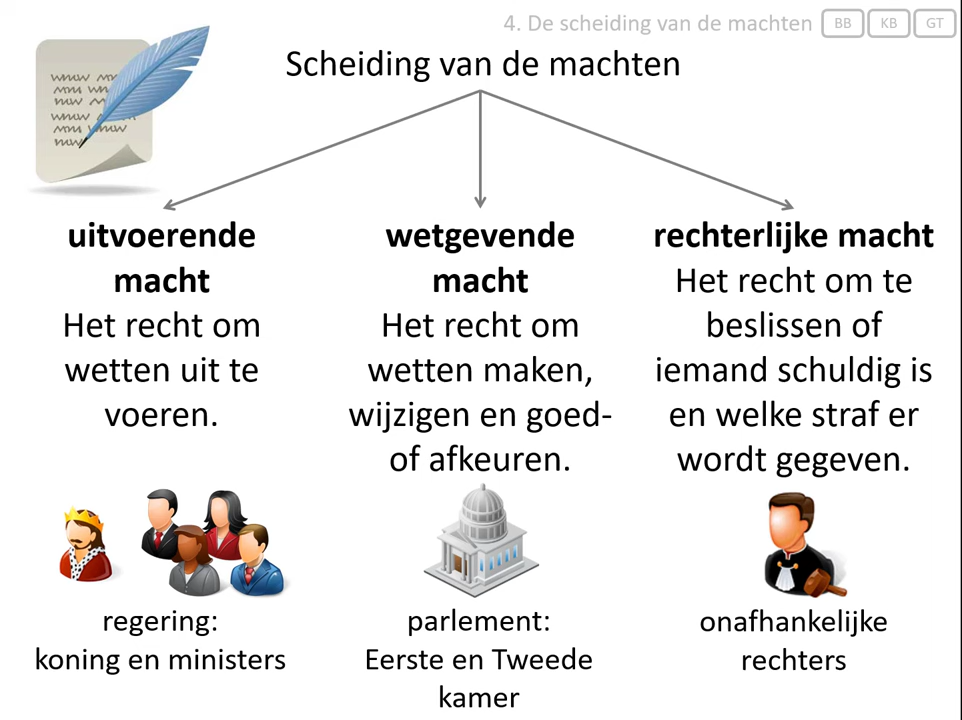 4. De scheiding van de machten BB KB GT
Scheiding van de machten
uitvoerende
macht
Het recht om
wetten uit te
voeren.
wetgevende
macht
Het recht om
wetten maken,
wijzigen en goed-
of afkeuren.
rechterlijke macht
Het recht om te
beslissen of
iemand schuldig is
en welke straf er
wordt gegeven.
regering:
koning en ministers
parlement:
Eerste en Tweede
kamer
onafhankelijke
rechters